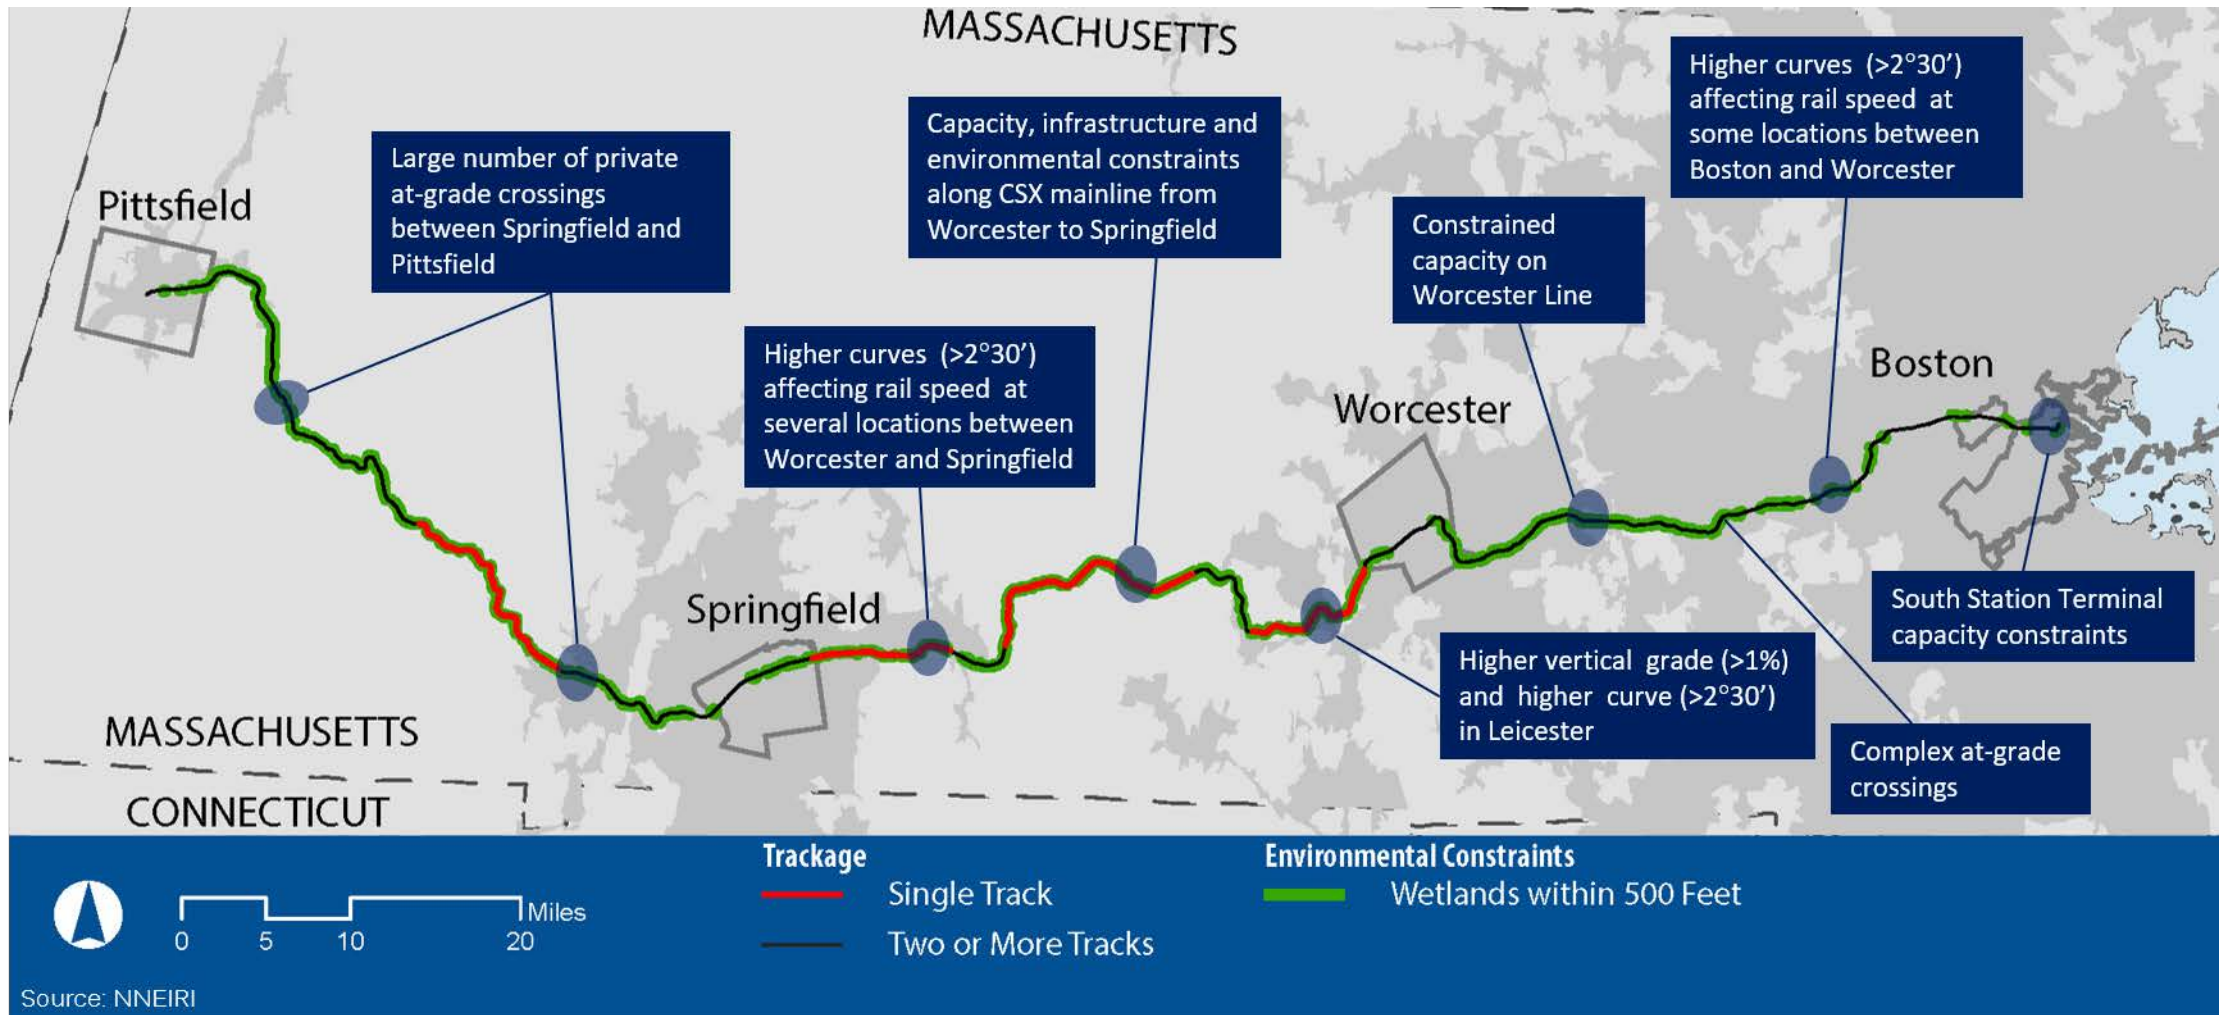 MASSACHUSETTS
Higher curves (>2°30’)
affecting rail speed at
some locations between
Boston and Worcester
Capacity, infrastructure and
environmental constraints
along CSX mainline from
Worcester to Springfield
Large number of private
at-grade crossings
between Springfield and
Pittsfield
Pittsfield
Constrained
capacity on
Worcester Line
Higher curves (>2°30’)
affecting rail speed at
several locations between
Worcester and Springfield
Boston
Worcester
Springfield
South Station Terminal
capacity constraints
Higher vertical grade (>1%)
and higher curve (>2°30’)
in Leicester
Complex at-grade
crossings
MASSACHUSETTS
CONNECTICUT
Trackage
Single Track
Two or More Tracks
Environmental Constraints
Wetlands within 500 Feet
Miles
0 5 10 20
Source: NNEIRI